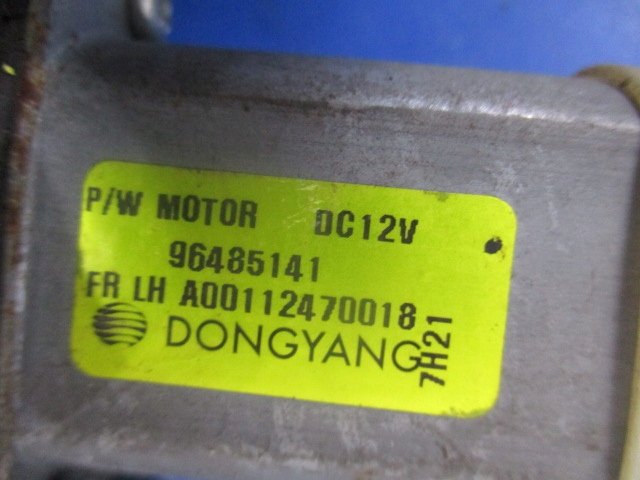 P/W MOTOR DC12V
96485141
FR LH A00112470018
DONGYANG
7H21